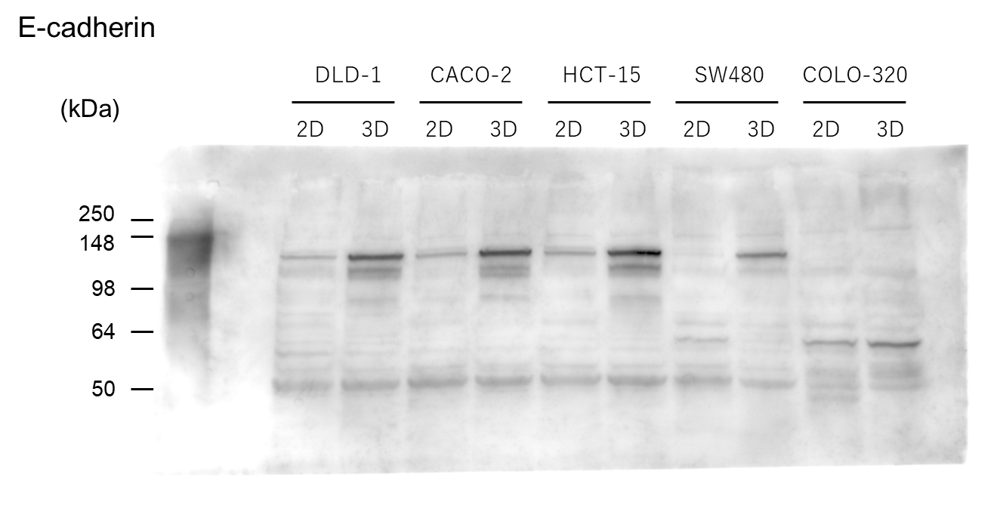 E-cadherin
DLD-1 CACO-2 HCT-15 SW480 COLO-320
(kDa)
2D 3D 2D 3D 2D 3D 2D 3D 2D 3D
250
148
98
64
50